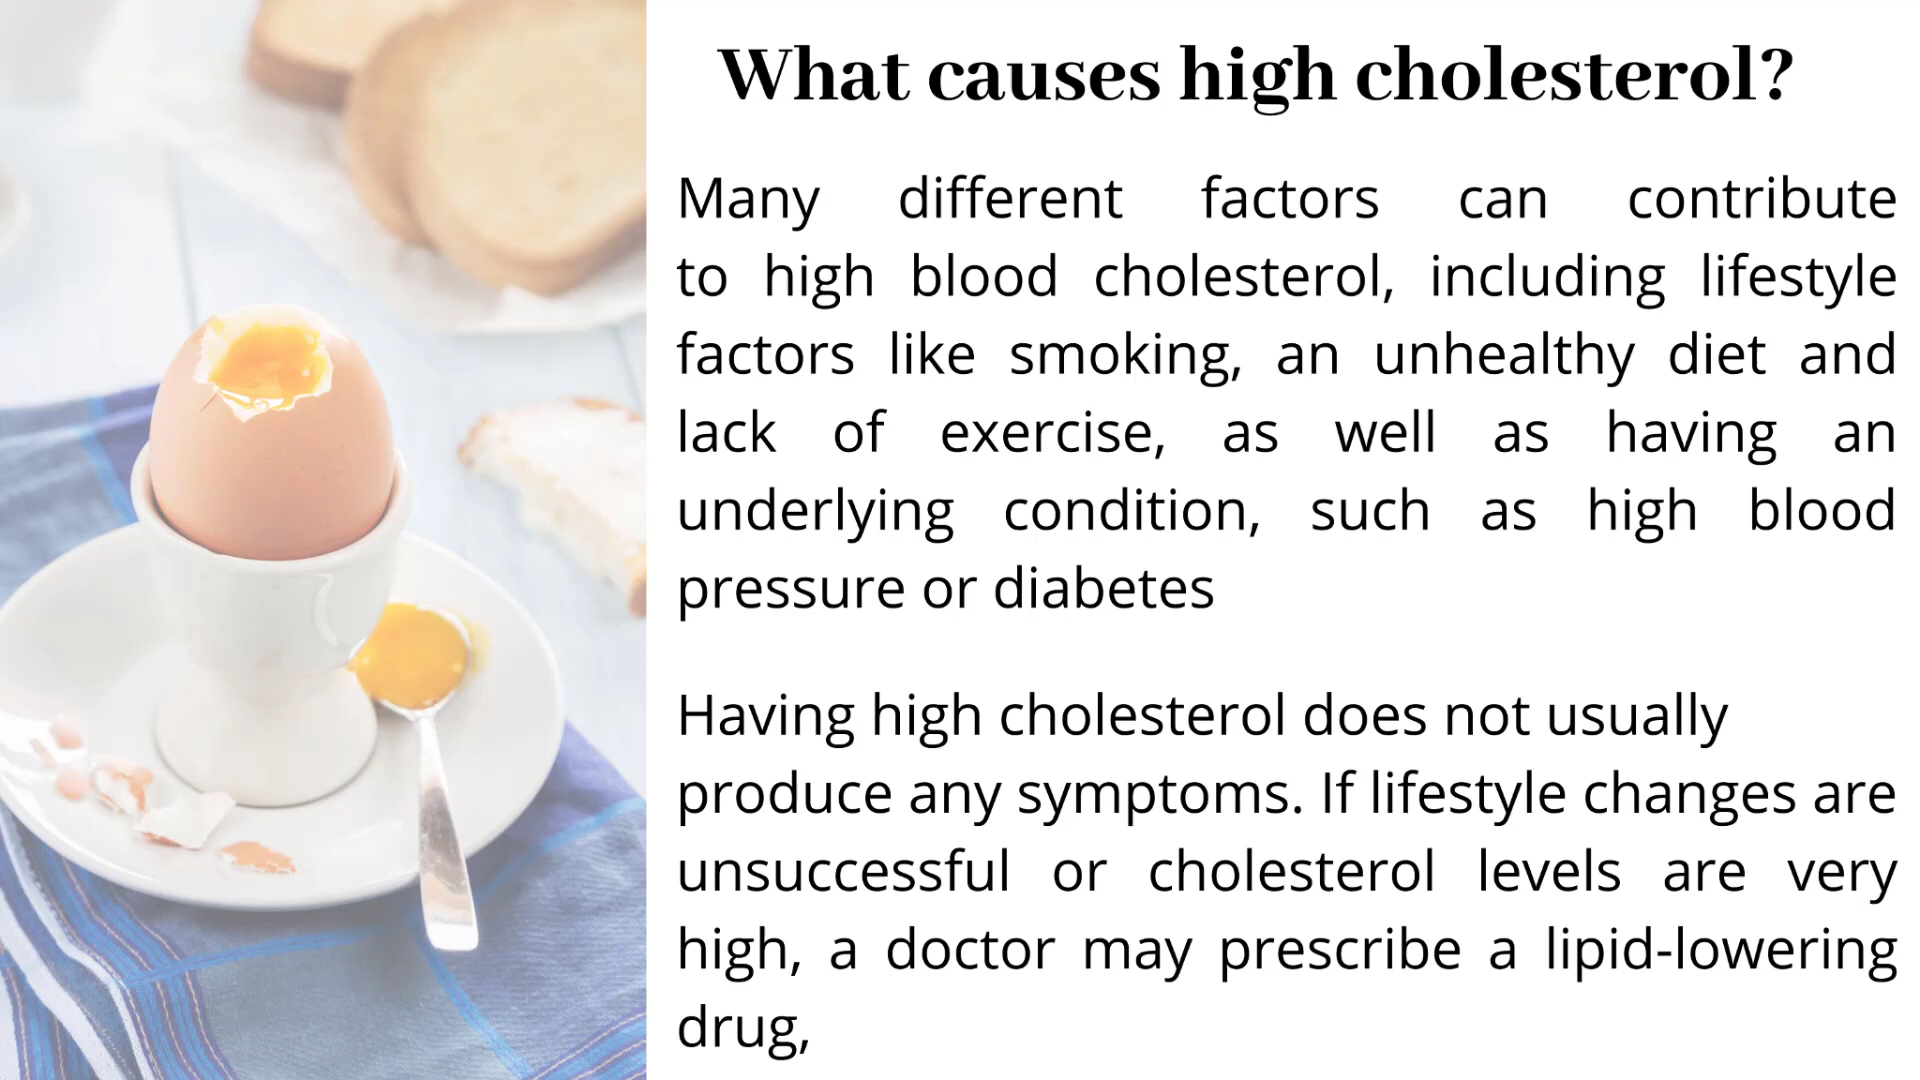 What causes high cholesterol?
Many different factors can contribute
to high blood cholesterol, including lifestyle
factors like smoking, an unhealthy diet and
lack of exercise, as well as having an
underlying condition, such as high blood
pressure or diabetes
Having high cholesterol does not usually
produce any symptoms. If lifestyle changes are
unsuccessful or cholesterol levels are very
high, a doctor may prescribe a lipid-lowering
drug,